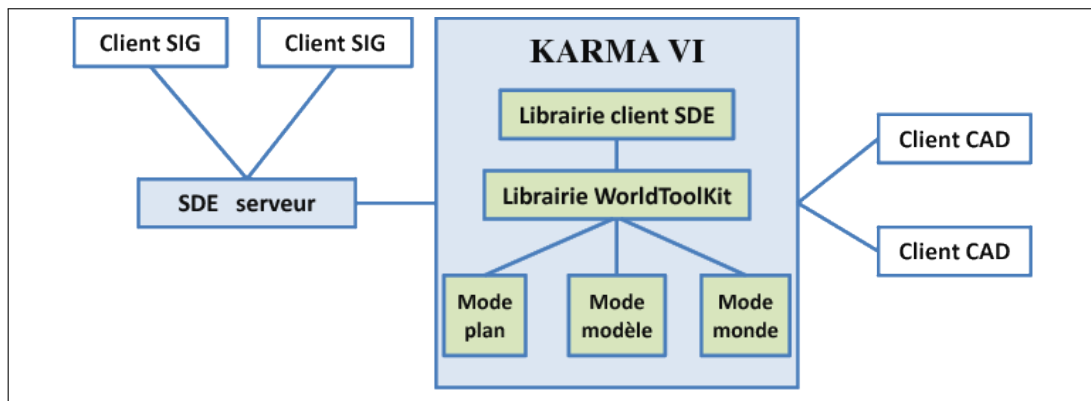 Client SIG
Client SIG
SDE serveur
KARMA VI
Librairie client SDE
Librairie WorldToolKit
Mode
plan
Mode
modèle
Mode
monde
Client CAD
Client CAD